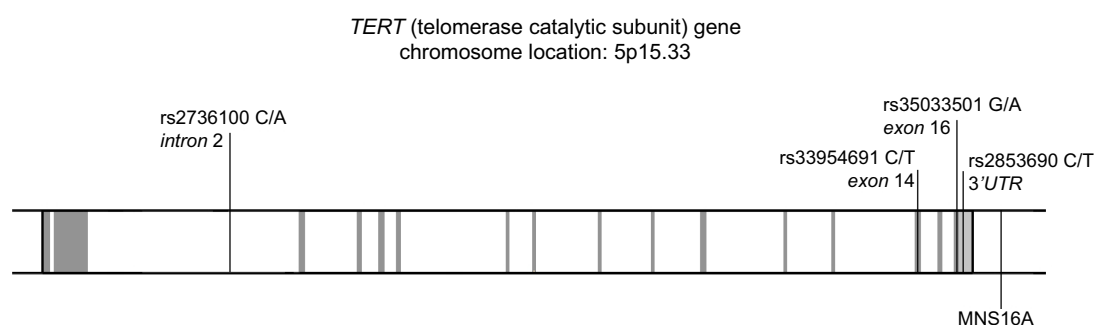 TERT (telomerase catalytic subunit) gene
chromosome location: 5p15.33
rs2736100 C/A
intron 2
rs35033501 G/A
exon 16
rs33954691 C/T
exon 14
rs2853690 C/T
3’UTR
MNS16A